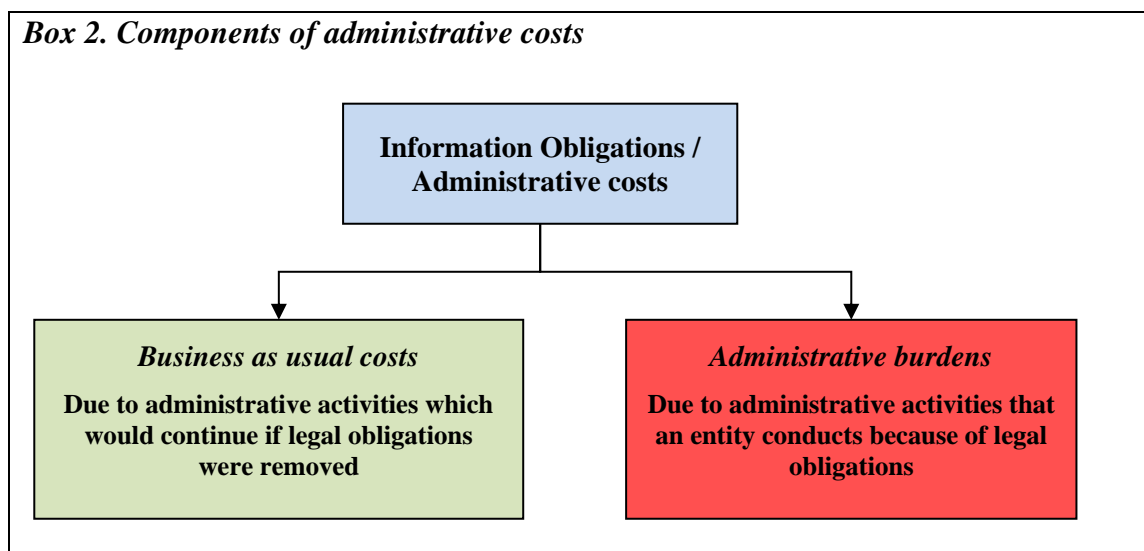 Box 2. Components of administrative costs
Information Obligations /
Administrative costs
Business as usual costs
Due to administrative activities which
would continue if legal obligations
were removed
Administrative burdens
Due to administrative activities that
an entity conducts because of legal
obligations